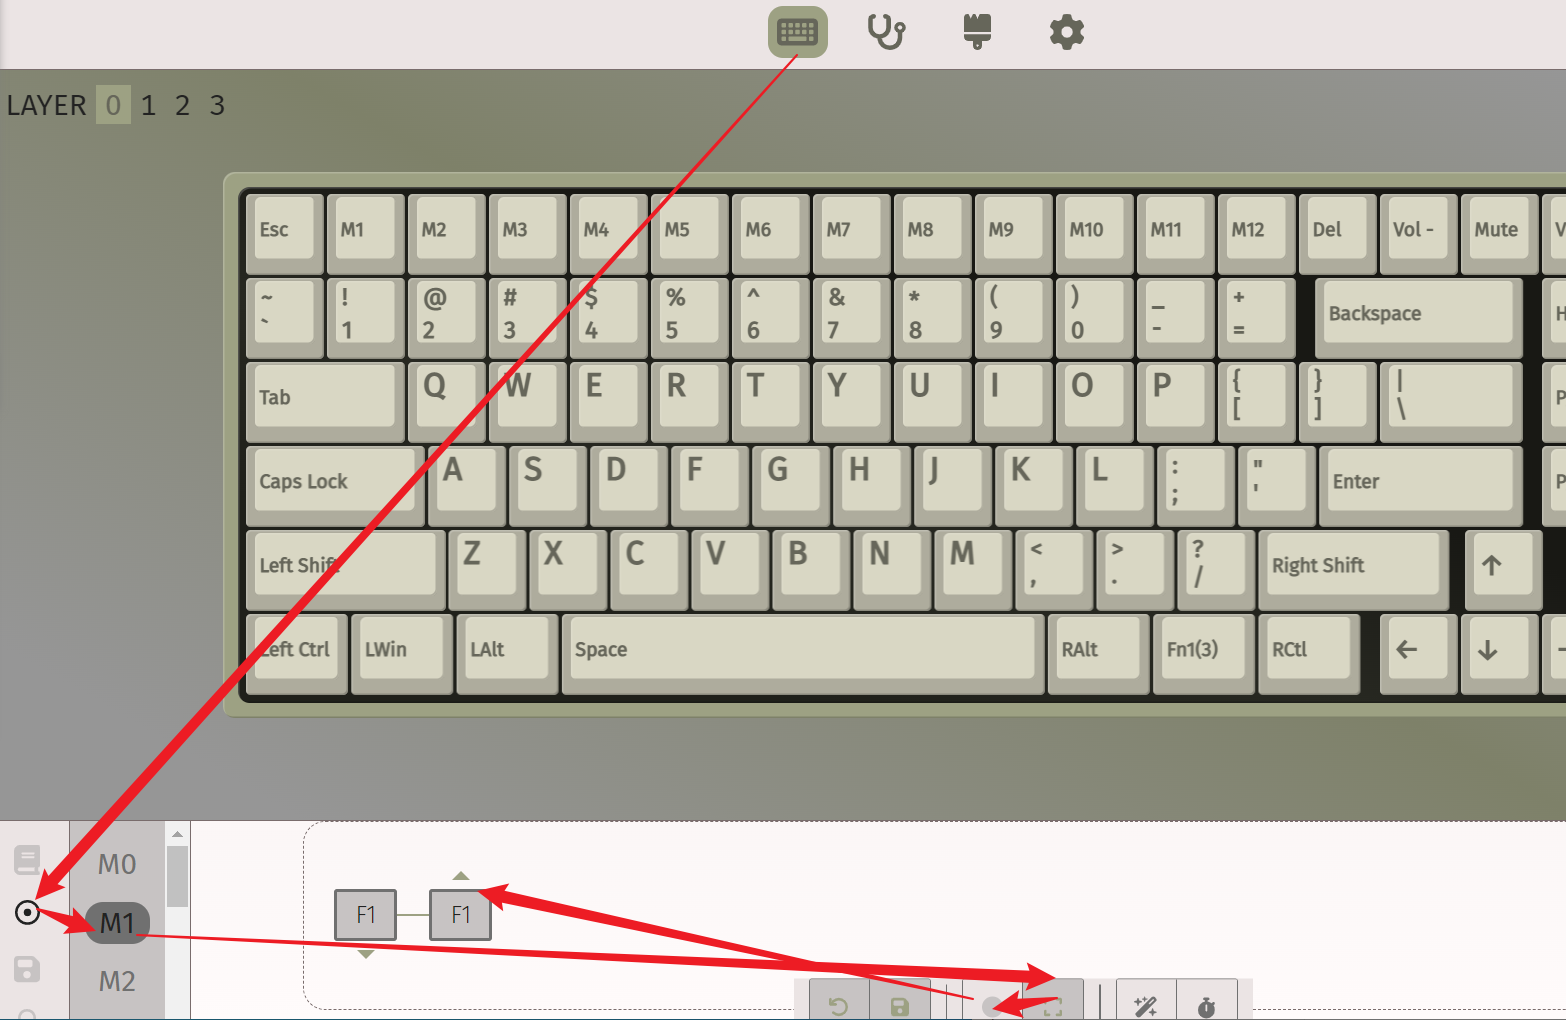 LAYER 0 1 2 3
Esc M1 M2 M3 M4 M5 M6 M7 M8 M9 M10 M11 M12 Del Vol - Mute V
~ ! @ # $ % ^ & * ( ) _ +
` 1 2 3 4 5 6 7 8 9 0 - = Backspace H
Tab Q W E R T Y U I O P { } | P
[ ] \
Caps Lock A S D F G H J K L : " Enter P
; '
Left Shift Z X C V B N M < > ? Right Shift ↑
, . /
Left Ctrl LWin LAlt Space RAlt Fn1(3) RCtl ← ↓
M0
M1
M2
F1 F1